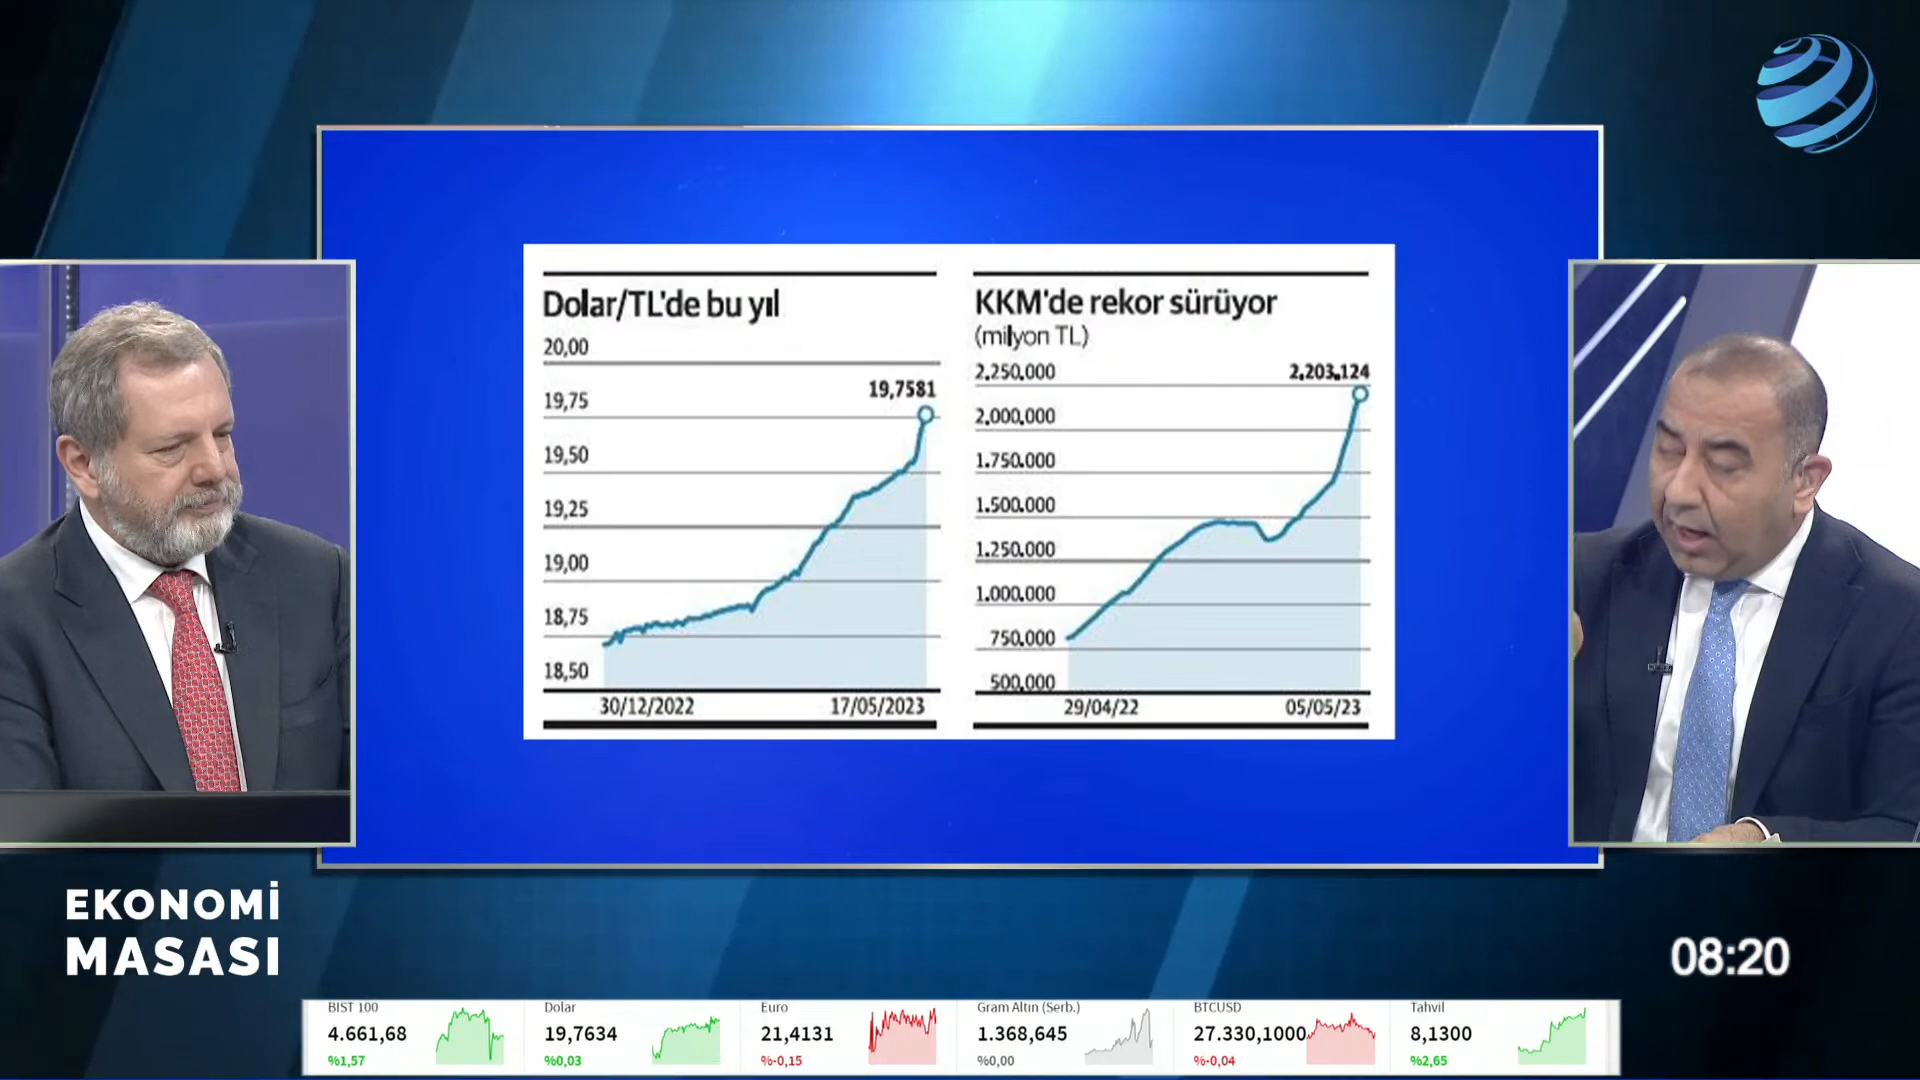 Dolar/TL'de bu yıl
20,00
19,7581
19,75
19,50
19,25
19,00
18,75
18,50
30/12/2022 17/05/2023
KKM'de rekor sürüyor
(milyon TL)
2.250.000 2.203.124
2.000.000
1.750.000
1.500.000
1.250.000
1.000.000
750.000
500.000
29/04/22 05/05/23
EKONOMİ
MASASI
08:20
BIST 100 Dolar Euro Gram Altın (Serb.) BTCUSD Tahvil
4.661,68 19,7634 21,4131 1.368,645 27.330,1000 8,1300
%1,57 %0,03 %-0,15 %0,00 %-0,04 %2,65